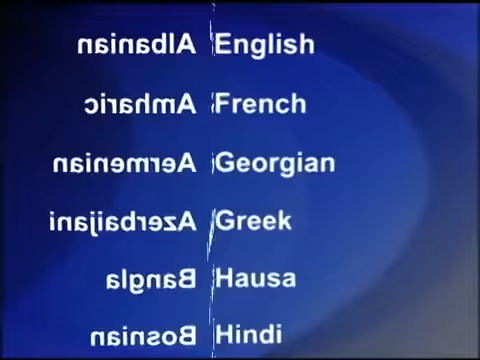 Albanian English
Amharic French
Aermenian Georgian
Azerbaijani Greek
Bangla Hausa
Bosnian Hindi